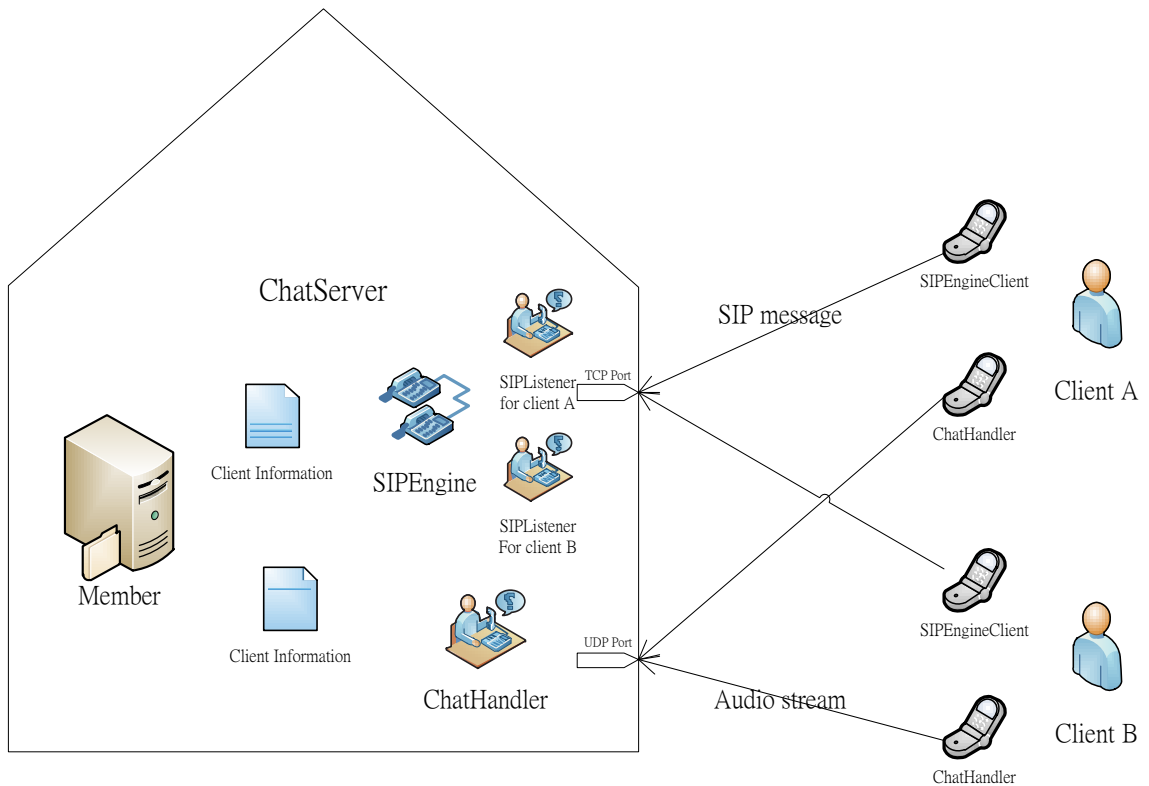 ChatServer
SIPListener
for client A
TCP Port
SIPEngine
Client Information
SIPListener
For client B
Member
Client Information
ChatHandler
UDP Port
SIP message
Audio stream
SIPEngineClient
ChatHandler
Client A
SIPEngineClient
ChatHandler
Client B